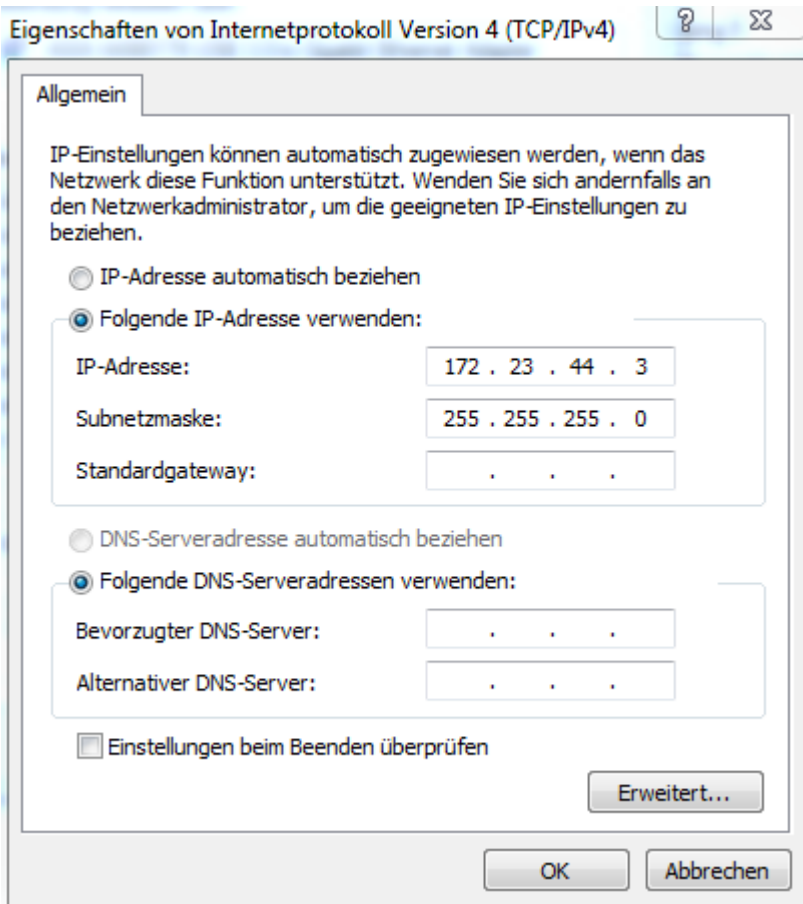 Eigenschaften von Internetprotokoll Version 4 (TCP/IPv4)
Allgemein
IP-Einstellungen können automatisch zugewiesen werden, wenn das
Netzwerk diese Funktion unterstützt. Wenden Sie sich andernfalls an
den Netzwerkadministrator, um die geeigneten IP-Einstellungen zu
beziehen.
IP-Adresse automatisch beziehen
Folgende IP-Adresse verwenden:
IP-Adresse: 172 . 23 . 44 . 3
Subnetzmaske: 255 . 255 . 255 . 0
Standardgateway: . . .
DNS-Serveradresse automatisch beziehen
Folgende DNS-Serveradressen verwenden:
Bevorzugter DNS-Server: . . .
Alternativer DNS-Server: . . .
Einstellungen beim Beenden überprüfen
Erweitert...
OK Abbrechen